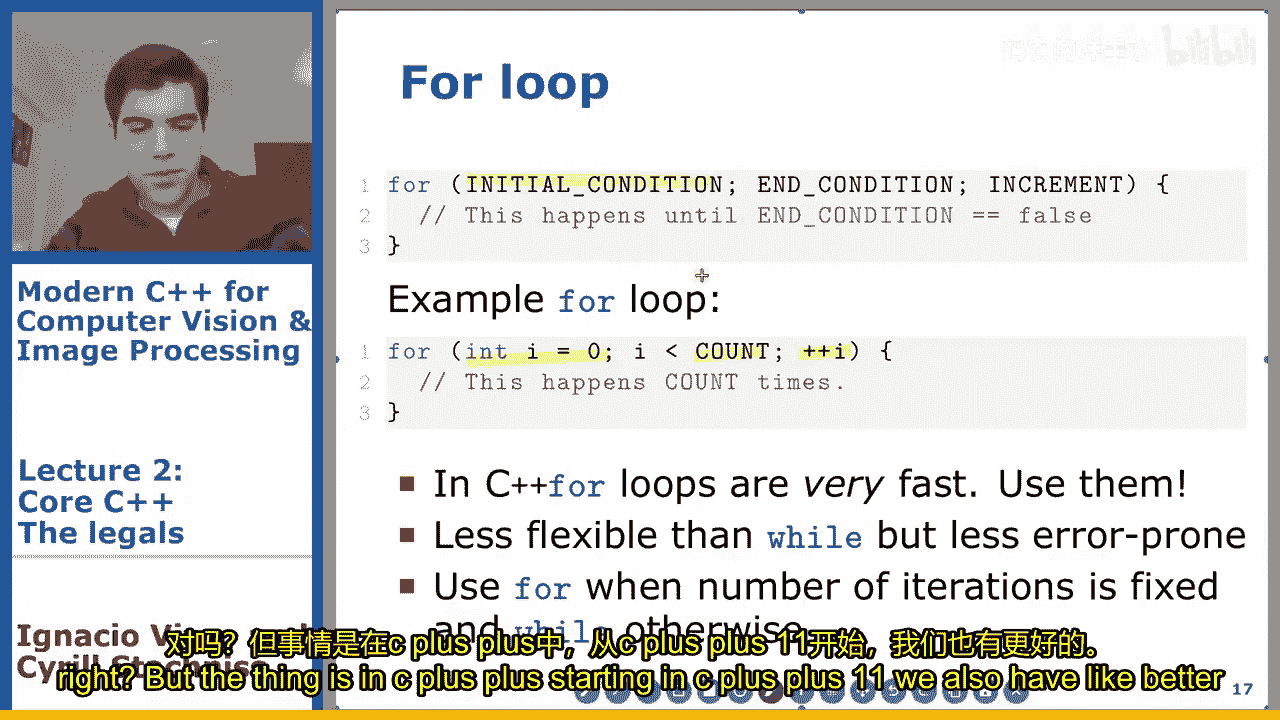 For loop
1 for (INITIAL_CONDITION; END_CONDITION; INCREMENT) {
2 // This happens until END_CONDITION == false
3 }
Example for loop:
1 for (int i = 0; i < COUNT; ++i) {
2 // This happens COUNT times.
3 }
In C++for loops are very fast. Use them!
Less flexible than while but less error-prone
Use for when number of iterations is fixed
and while otherwise
Modern C++ for
Computer Vision &
Image Processing
Lecture 2:
Core C++
The legals
Ignacio
Cyrill
对吗？但事情是在c plus plus中，从c plus plus 11开始，我们也有更好的。
right? But the thing is in c plus plus starting in c plus plus 11 we also have like better
17
bilibili